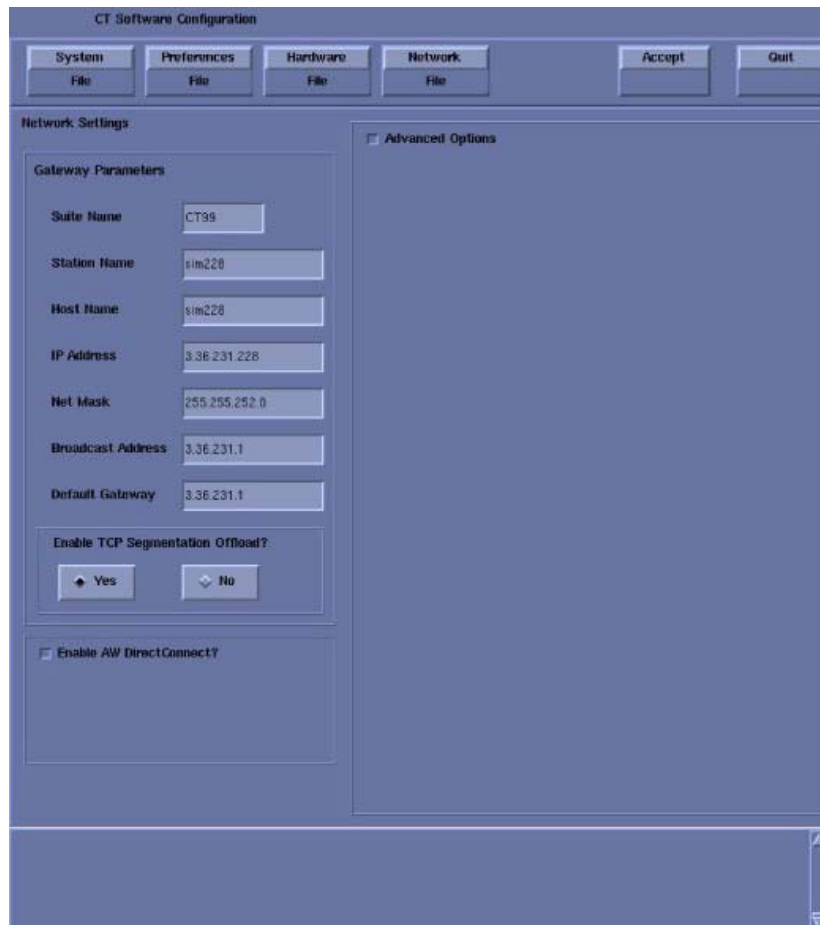 CT Software Configuration
System Preferences Hardware Network Accept Quit
File File File File
Network Settings
Advanced Options
Gateway Parameters
Suite Name CT99
Station Name sim228
Host Name sim228
IP Address 3.36.231.228
Net Mask 255.255.252.0
Broadcast Address 3.36.231.1
Default Gateway 3.36.231.1
Enable TCP Segmentation Offload?
Yes No
Enable AW DirectConnect?